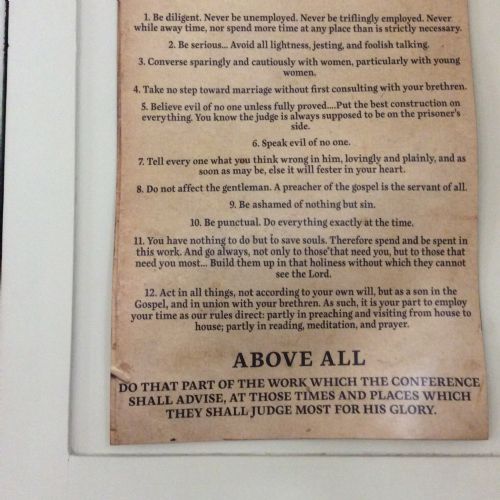 1. Be diligent. Never be unemployed. Never be triflingly employed. Never
while away time, nor spend more time at any place than is strictly necessary.
2. Be serious... Avoid all lightness, jesting, and foolish talking.
3. Converse sparingly and cautiously with women, particularly with young
women.
4. Take no step toward marriage without first consulting with your brethren.
5. Believe evil of no one unless fully proved....Put the best construction on
everything. You know the judge is always supposed to be on the prisoner's
side.
6. Speak evil of no one.
7. Tell every one what you think wrong in him, lovingly and plainly, and as
soon as may be, else it will fester in your heart.
8. Do not affect the gentleman. A preacher of the gospel is the servant of all.
9. Be ashamed of nothing but sin.
10. Be punctual. Do everything exactly at the time.
11. You have nothing to do but to save souls. Therefore spend and be spent in
this work. And go always, not only to those that need you, but to those that
need you most... Build them up in that holiness without which they cannot
see the Lord.
12. Act in all things, not according to your own will, but as a son in the
Gospel, and in union with your brethren. As such, it is your part to employ
your time as our rules direct: partly in preaching and visiting from house to
house; partly in reading, meditation, and prayer.
ABOVE ALL
DO THAT PART OF THE WORK WHICH THE CONFERENCE
SHALL ADVISE, AT THOSE TIMES AND PLACES WHICH
THEY SHALL JUDGE MOST FOR HIS GLORY.